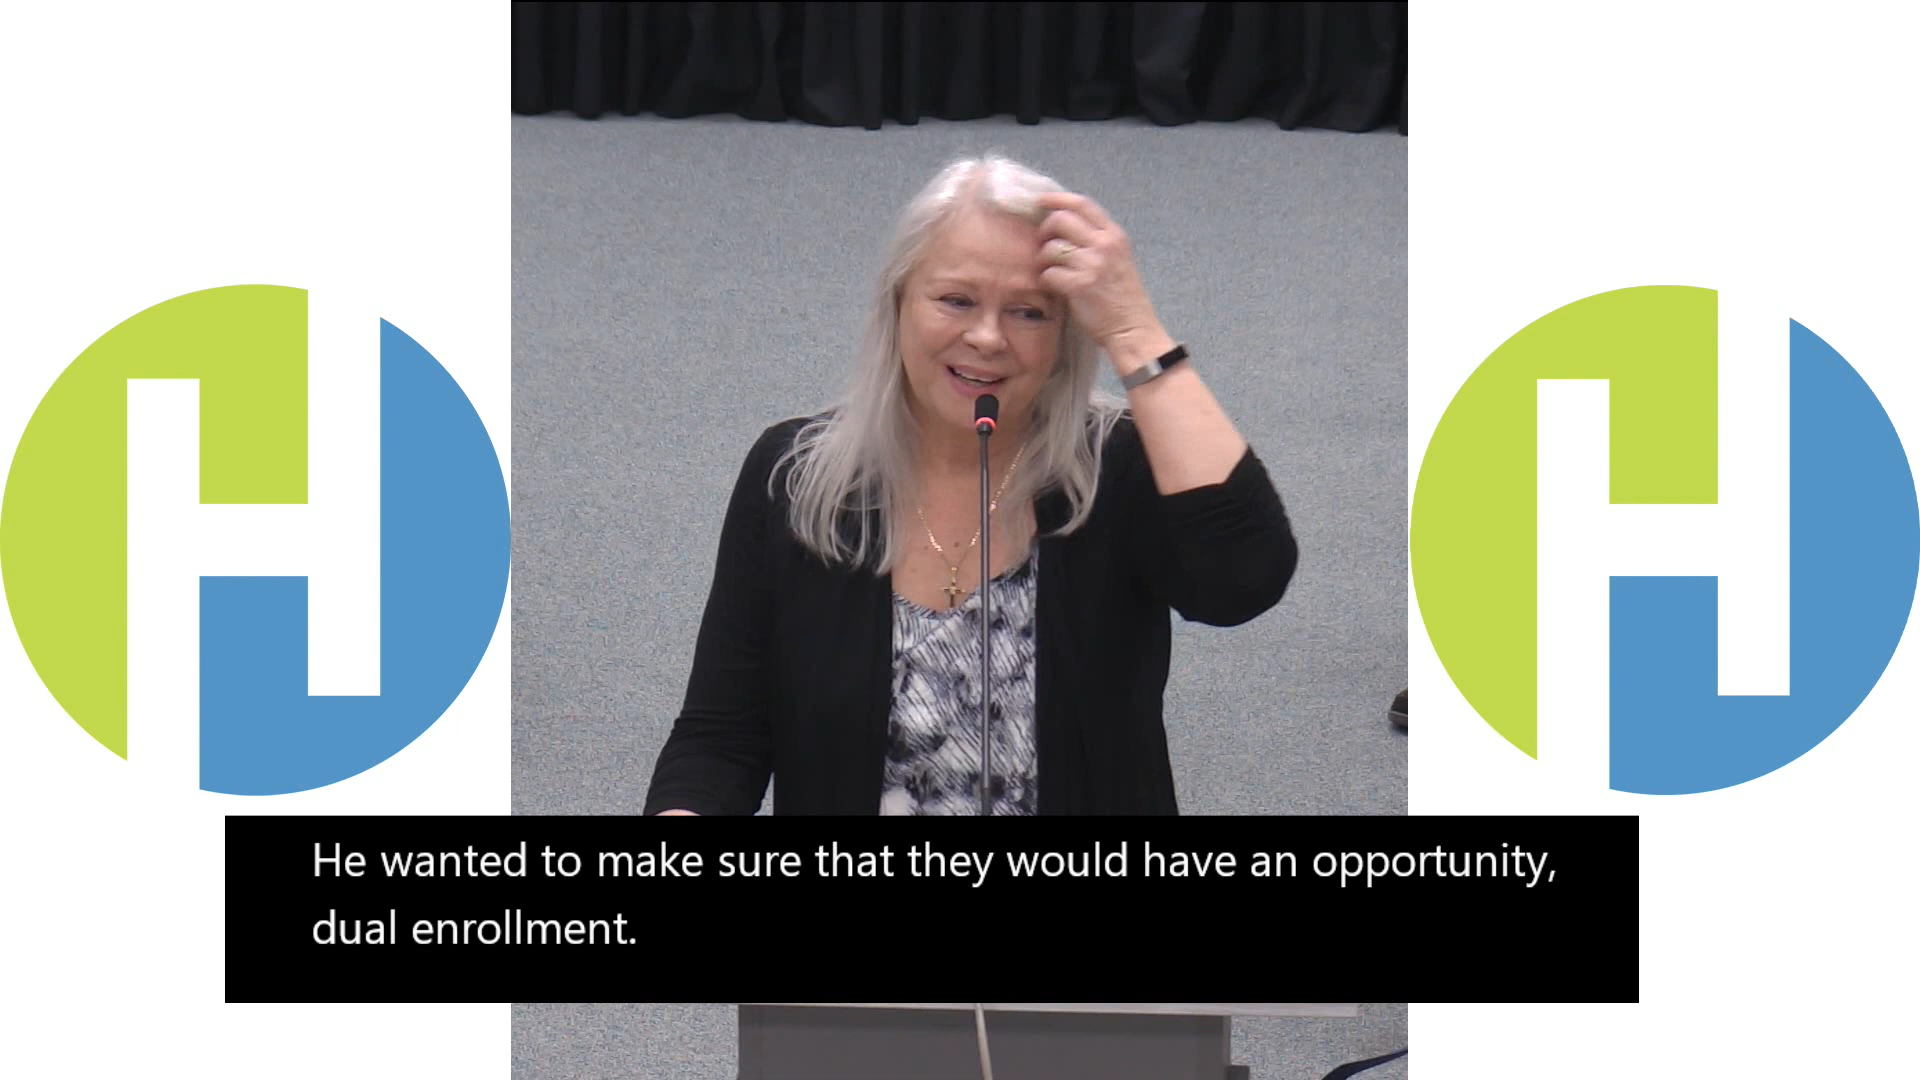 He wanted to make sure that they would have an opportunity,
dual enrollment.